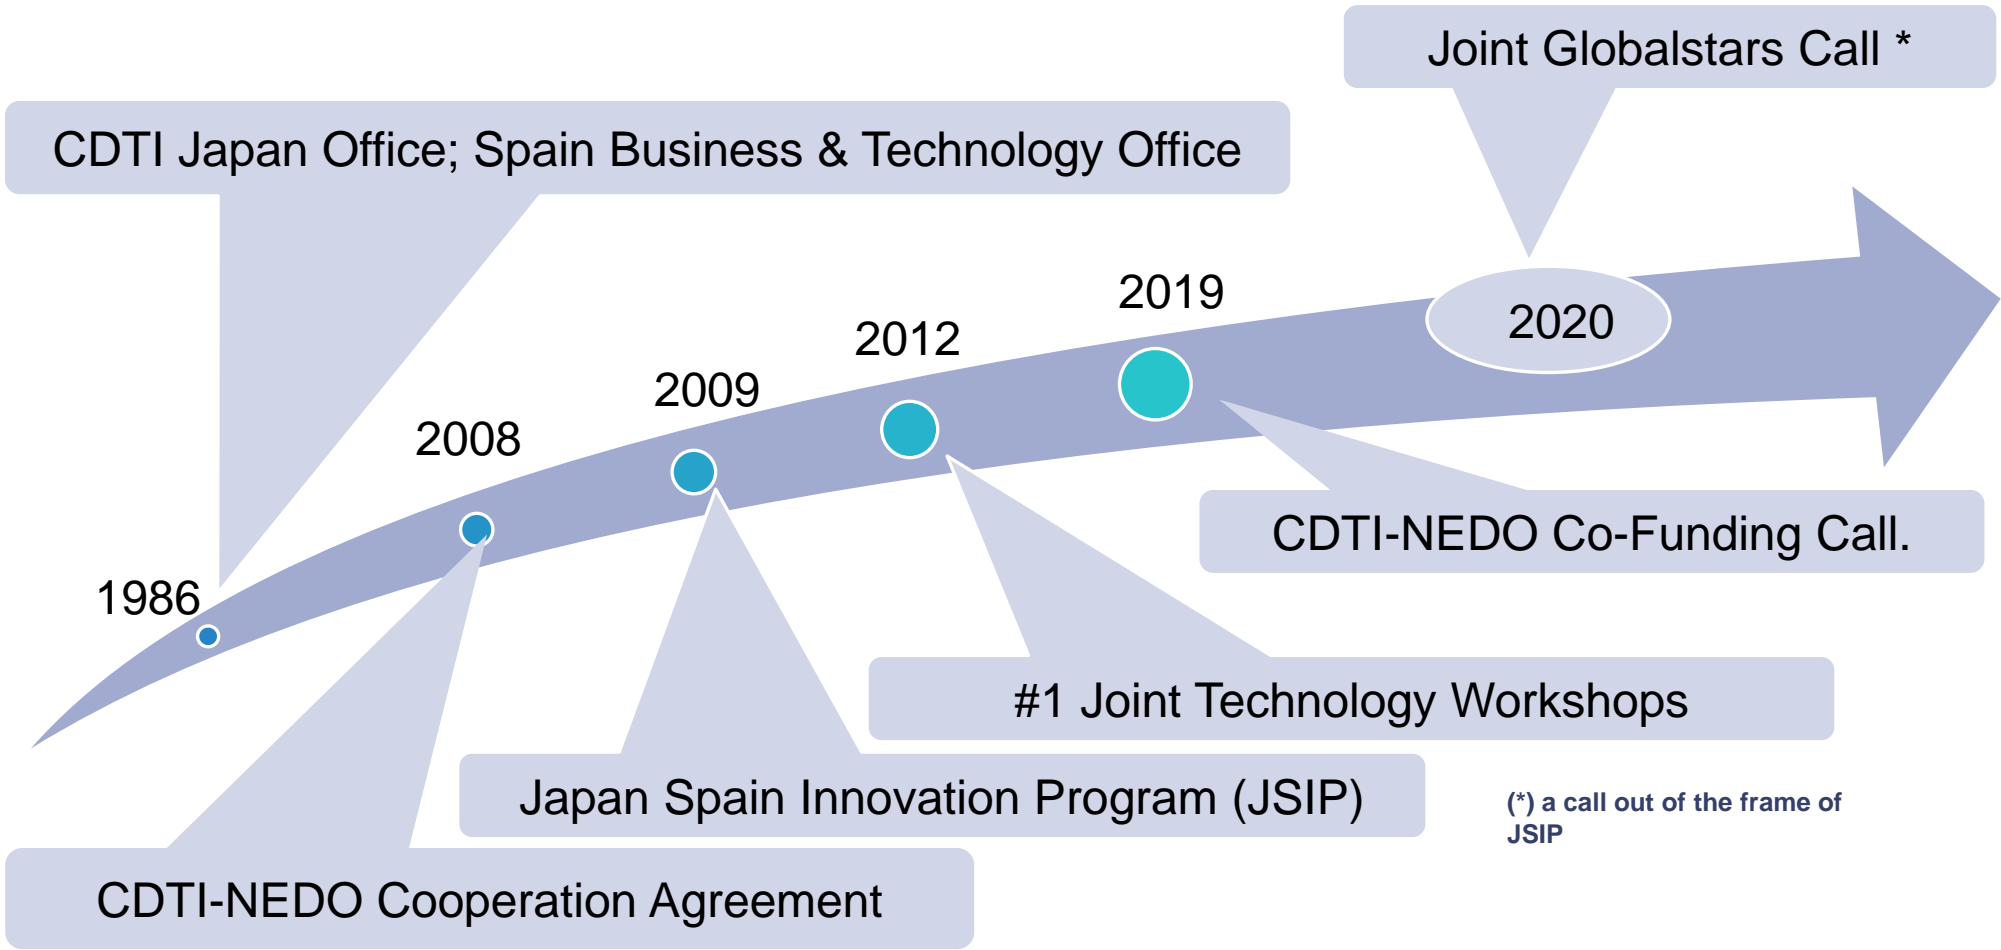 Joint Globalstars Call *
CDTI Japan Office; Spain Business & Technology Office
2019
2020
2012
2009
2008
CDTI-NEDO Co-Funding Call.
1986
#1 Joint Technology Workshops
Japan Spain Innovation Program (JSIP)
(*) a call out of the frame of
JSIP
CDTI-NEDO Cooperation Agreement